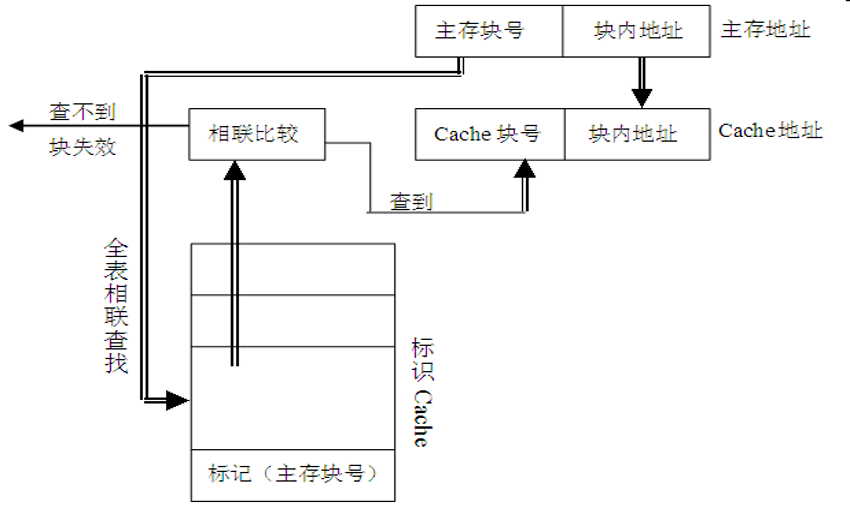 主存块号 块内地址 主存地址
查不到
块失效
相联比较
Cache 块号 块内地址 Cache 地址
查到
全表相联查找
标识 Cache
标记（主存块号）